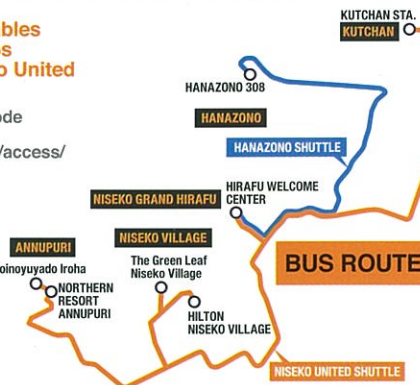 ables
os
o United
ode
/access/
KUTCHAN STA.
KUTCHAN
HANAZONO 308
HANAZONO
HANAZONO SHUTTLE
HIRAFU WELCOME
CENTER
NISEKO GRAND HIRAFU
NISEKO VILLAGE
The Green Leaf
Niseko Village
ANNUPURI
oinoyuyado Iroha
NORTHERN
RESORT
ANNUPURI
HILTON
NISEKO VILLAGE
BUS ROUTE
NISEKO UNITED SHUTTLE